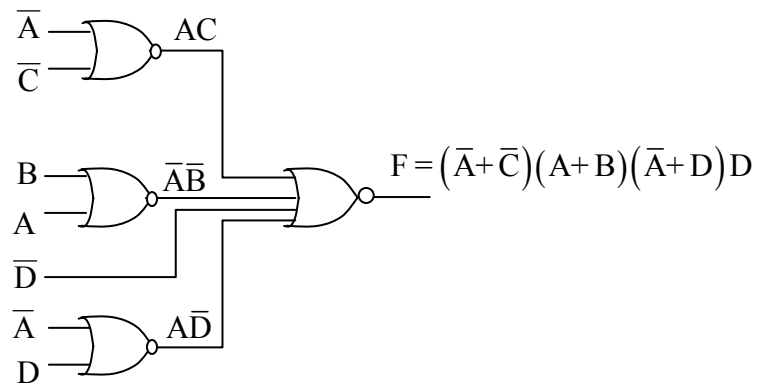 A̅
AC
C̅
F = (A̅+C̅)(A+B)(A̅+D)D
B
A̅B̅
A
D̅
A̅
AD̅
D